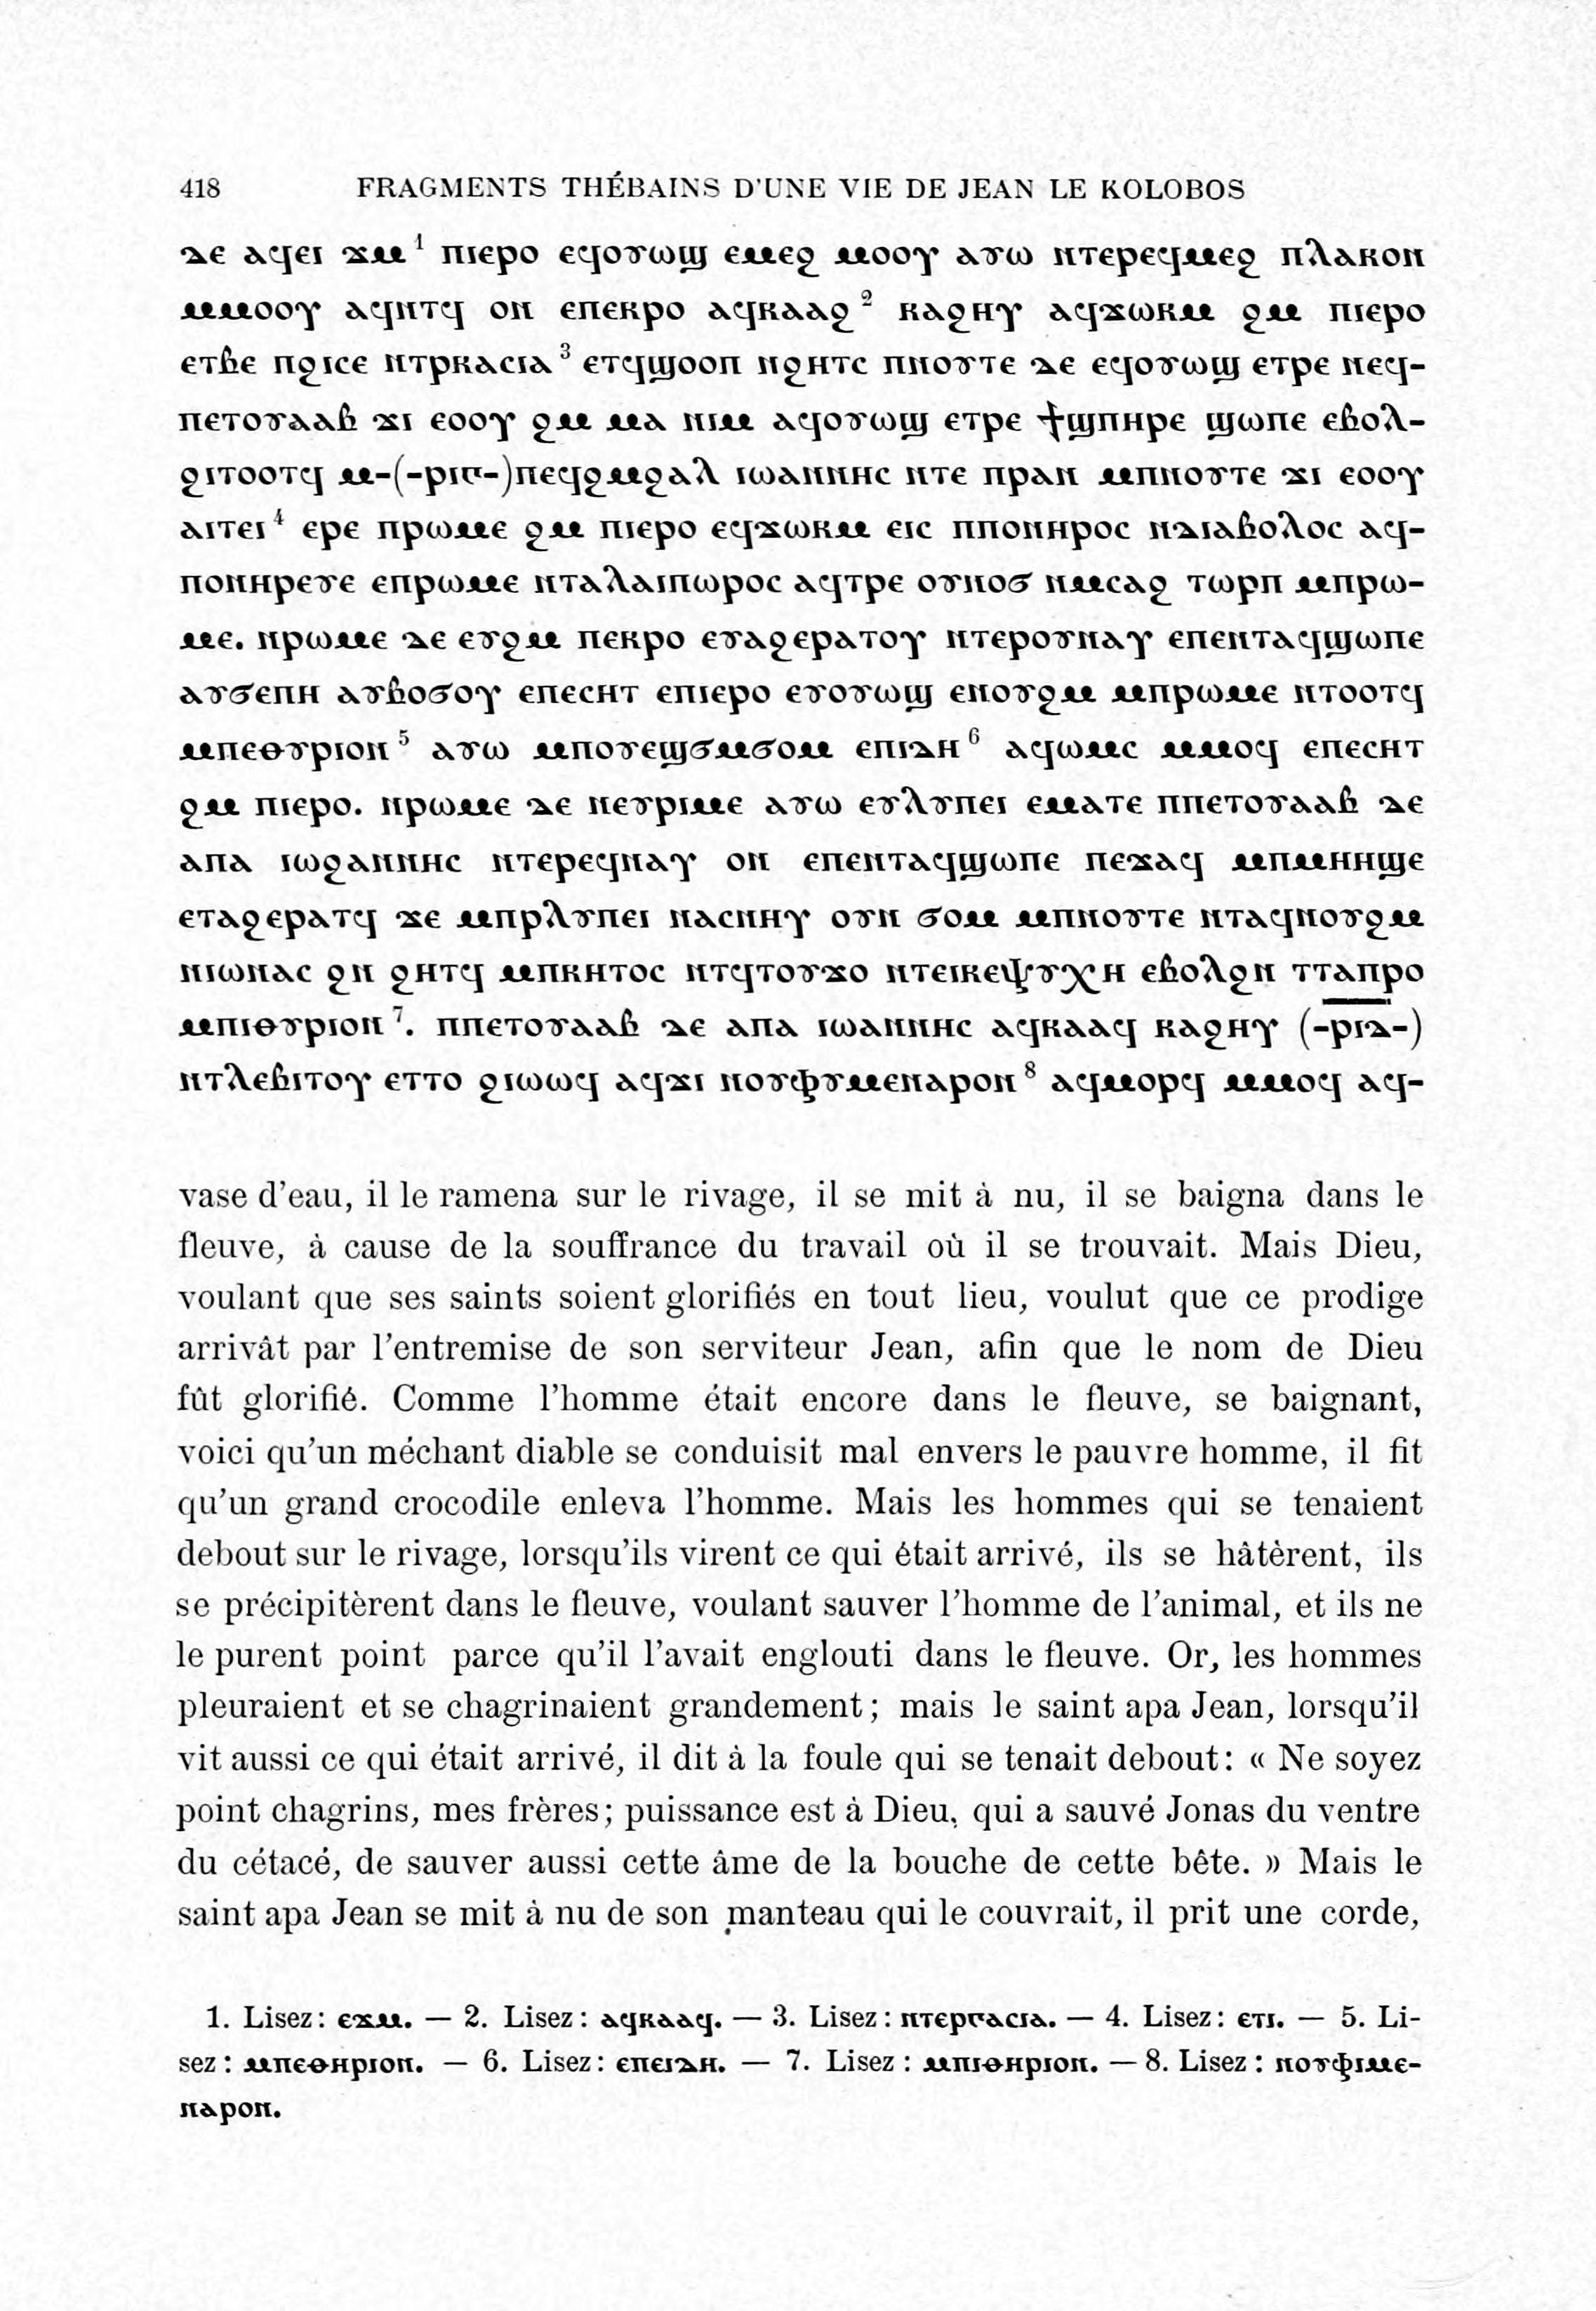 418 FRAGMENTS THÉBAINS D'UNE VIE DE JEAN LE KOLOBOS
ⲇⲉ ⲁϥⲉⲓ ϫⲙ¹ ⲡⲓⲉⲣⲟ ⲉϥⲟⲩⲱϣ ⲉⲙⲉϩ ⲙⲟⲟⲩ ⲁⲩⲱ ⲛⲧⲉⲣⲉϥⲙⲉϩ ⲡⲗⲁⲕⲟⲛ
ⲙⲙⲟⲟⲩ ⲁϥⲛⲧϥ ⲟⲛ ⲉⲡⲉⲕⲣⲟ ⲁϥⲕⲁⲁϩ² ⲕⲁϩⲏⲩ ⲁϥϫⲱⲕⲙ ϩⲙ ⲡⲓⲉⲣⲟ
ⲉⲧⲃⲉ ⲡϩⲓⲥⲉ ⲛⲧⲣⲕⲁⲥⲓⲁ³ ⲉⲧϥϣⲟⲟⲡ ⲛϩⲏⲧⲥ ⲡⲛⲟⲩⲧⲉ ⲇⲉ ⲉϥⲟⲩⲱϣ ⲉⲧⲣⲉ ⲛⲉϥ-
ⲡⲉⲧⲟⲩⲁⲁⲃ ϫⲓ ⲉⲟⲟⲩ ϩⲙ ⲙⲁ ⲛⲓⲙ ⲁϥⲟⲩⲱϣ ⲉⲧⲣⲉ ϯϣⲡⲏⲣⲉ ϣⲱⲡⲉ ⲉⲃⲟⲗ-
ϩⲓⲧⲟⲟⲧϥ ⲙ-(-ⲣⲓⲅ-)ⲡⲉϥϩⲙϩⲁⲗ ⲓⲱⲁⲛⲛⲏⲥ ⲛⲧⲉ ⲡⲣⲁⲛ ⲙⲡⲛⲟⲩⲧⲉ ϫⲓ ⲉⲟⲟⲩ
ⲁⲓⲧⲉⲓ⁴ ⲉⲣⲉ ⲡⲣⲱⲙⲉ ϩⲙ ⲡⲓⲉⲣⲟ ⲉϥϫⲱⲕⲙ ⲉⲓⲥ ⲡⲡⲟⲛⲏⲣⲟⲥ ⲛⲇⲓⲁⲃⲟⲗⲟⲥ ⲁϥ-
ⲡⲟⲛⲏⲣⲉⲩⲉ ⲉⲡⲣⲱⲙⲉ ⲛⲧⲁⲗⲁⲓⲡⲱⲣⲟⲥ ⲁϥⲧⲣⲉ ⲟⲩⲛⲟϭ ⲛⲙⲥⲁϩ ⲧⲱⲣⲡ ⲙⲡⲣⲱ-
ⲙⲉ. ⲛⲣⲱⲙⲉ ⲇⲉ ⲉⲩϩⲙ ⲡⲉⲕⲣⲟ ⲉⲩⲁϩⲉⲣⲁⲧⲟⲩ ⲛⲧⲉⲣⲟⲩⲛⲁⲩ ⲉⲡⲉⲛⲧⲁϥϣⲱⲡⲉ
ⲁⲩϭⲉⲡⲏ ⲁⲩⲃⲟϭⲟⲩ ⲉⲡⲉⲥⲏⲧ ⲉⲡⲓⲉⲣⲟ ⲉⲩⲟⲩⲱϣ ⲉⲛⲟⲩϩⲙ ⲙⲡⲣⲱⲙⲉ ⲛⲧⲟⲟⲧϥ
ⲙⲡⲉⲑⲩⲣⲓⲟⲛ⁵ ⲁⲩⲱ ⲙⲡⲟⲩⲉϣϭⲙϭⲟⲙ ⲉⲡⲓⲇⲏ⁶ ⲁϥⲱⲙⲥ ⲙⲙⲟϥ ⲉⲡⲉⲥⲏⲧ
ϩⲙ ⲡⲓⲉⲣⲟ. ⲛⲣⲱⲙⲉ ⲇⲉ ⲛⲉⲩⲣⲓⲙⲉ ⲁⲩⲱ ⲉⲩⲗⲩⲡⲉⲓ ⲉⲙⲁⲧⲉ ⲡⲡⲉⲧⲟⲩⲁⲁⲃ ⲇⲉ
ⲁⲡⲁ ⲓⲱϩⲁⲛⲛⲏⲥ ⲛⲧⲉⲣⲉϥⲛⲁⲩ ⲟⲛ ⲉⲡⲉⲛⲧⲁϥϣⲱⲡⲉ ⲡⲉϫⲁϥ ⲙⲡⲙⲏⲏϣⲉ
ⲉⲧⲁϩⲉⲣⲁⲧϥ ϫⲉ ⲙⲡⲣⲗⲩⲡⲉⲓ ⲛⲁⲥⲛⲏⲩ ⲟⲩⲛ ϭⲟⲙ ⲙⲡⲛⲟⲩⲧⲉ ⲛⲧⲁϥⲛⲟⲩϩⲙ
ⲛⲓⲱⲛⲁⲥ ϩⲛ ϩⲏⲧϥ ⲙⲡⲕⲏⲧⲟⲥ ⲛⲧϥⲧⲟⲩϫⲟ ⲛⲧⲉⲓⲕⲉⲯⲩⲭⲏ ⲉⲃⲟⲗϩⲛ ⲧⲧⲁⲡⲣⲟ
ⲙⲡⲓⲑⲩⲣⲓⲟⲛ⁷. ⲡⲡⲉⲧⲟⲩⲁⲁⲃ ⲇⲉ ⲁⲡⲁ ⲓⲱⲁⲛⲛⲏⲥ ⲁϥⲕⲁⲁϥ ⲕⲁϩⲏⲩ (-ⲣⲓⲇ-)
ⲛⲧⲗⲉⲃⲓⲧⲟⲩ ⲉⲧⲧⲟ ϩⲓⲱⲱϥ ⲁϥϫⲓ ⲛⲟⲩⲫⲩⲙⲉⲛⲁⲣⲟⲛ⁸ ⲁϥⲙⲟⲣϥ ⲙⲙⲟϥ ⲁϥ-
vase d'eau, il le ramena sur le rivage, il se mit à nu, il se baigna dans le
fleuve, à cause de la souffrance du travail où il se trouvait. Mais Dieu,
voulant que ses saints soient glorifiés en tout lieu, voulut que ce prodige
arrivât par l'entremise de son serviteur Jean, afin que le nom de Dieu
fût glorifié. Comme l'homme était encore dans le fleuve, se baignant,
voici qu'un méchant diable se conduisit mal envers le pauvre homme, il fit
qu'un grand crocodile enleva l'homme. Mais les hommes qui se tenaient
debout sur le rivage, lorsqu'ils virent ce qui était arrivé, ils se hâtèrent, ils
se précipitèrent dans le fleuve, voulant sauver l'homme de l'animal, et ils ne
le purent point parce qu'il l'avait englouti dans le fleuve. Or, les hommes
pleuraient et se chagrinaient grandement; mais le saint apa Jean, lorsqu'il
vit aussi ce qui était arrivé, il dit à la foule qui se tenait debout: « Ne soyez
point chagrins, mes frères; puissance est à Dieu, qui a sauvé Jonas du ventre
du cétacé, de sauver aussi cette âme de la bouche de cette bête. » Mais le
saint apa Jean se mit à nu de son manteau qui le couvrait, il prit une corde,
1. Lisez: ⲉϫⲙ. — 2. Lisez: ⲁϥⲕⲁⲁϥ. — 3. Lisez: ⲛⲧⲉⲣⲅⲁⲥⲓⲁ. — 4. Lisez: ⲉⲧⲓ. — 5. Li-
sez: ⲙⲡⲉⲑⲏⲣⲓⲟⲛ. — 6. Lisez: ⲉⲡⲉⲓⲇⲏ. — 7. Lisez: ⲙⲡⲓⲑⲏⲣⲓⲟⲛ. — 8. Lisez: ⲛⲟⲩⲫⲓⲙⲉ-
ⲛⲁⲣⲟⲛ.